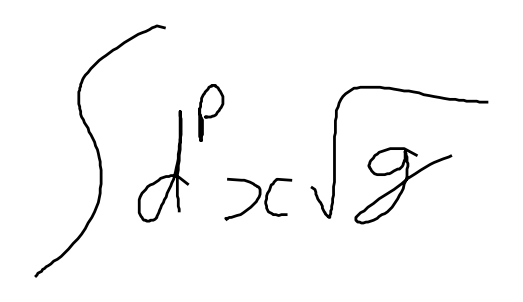 ∫ d^p x √g